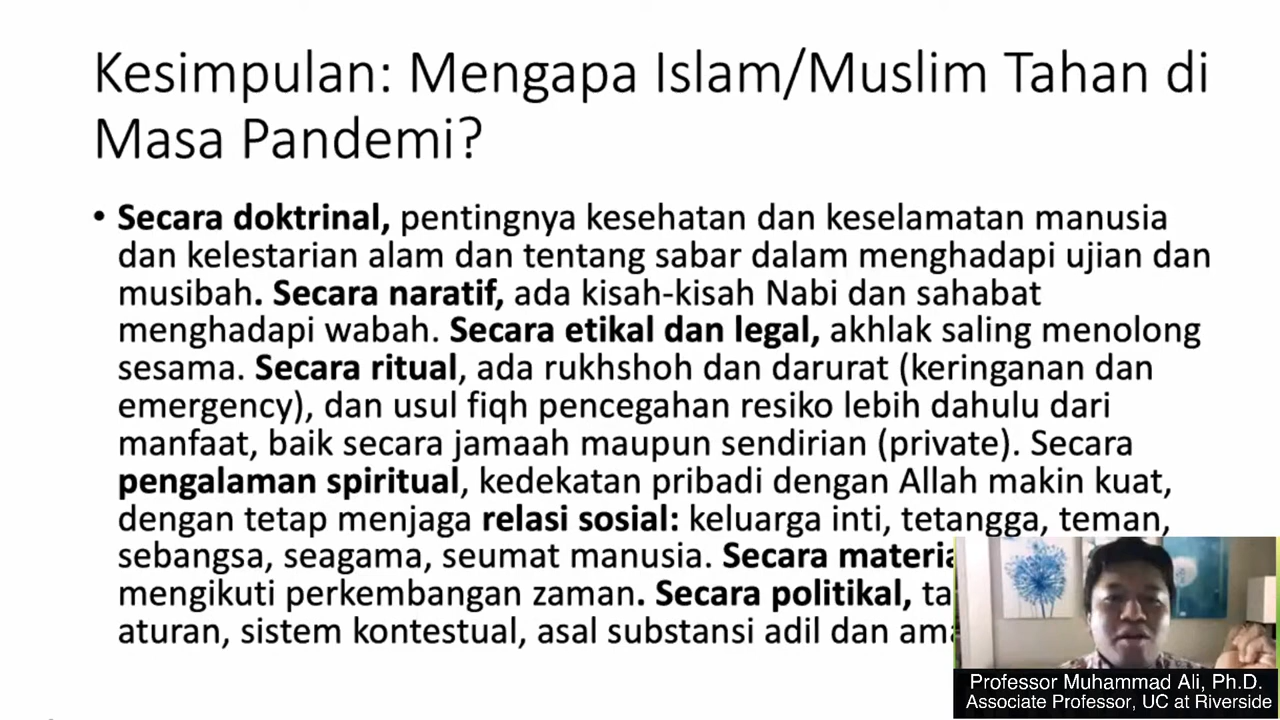 Kesimpulan: Mengapa Islam/Muslim Tahan di
Masa Pandemi?
• Secara doktrinal, pentingnya kesehatan dan keselamatan manusia
dan kelestarian alam dan tentang sabar dalam menghadapi ujian dan
musibah. Secara naratif, ada kisah-kisah Nabi dan sahabat
menghadapi wabah. Secara etikal dan legal, akhlak saling menolong
sesama. Secara ritual, ada rukhshoh dan darurat (keringanan dan
emergency), dan usul fiqh pencegahan resiko lebih dahulu dari
manfaat, baik secara jamaah maupun sendirian (private). Secara
pengalaman spiritual, kedekatan pribadi dengan Allah makin kuat,
dengan tetap menjaga relasi sosial: keluarga inti, tetangga, teman,
sebangsa, seagama, seumat manusia. Secara
mengikuti perkembangan zaman. Secara politikal,
aturan, sistem kontestual, asal substansi adil dan
Professor Muhammad Ali, Ph.D.
Associate Professor, UC at Riverside